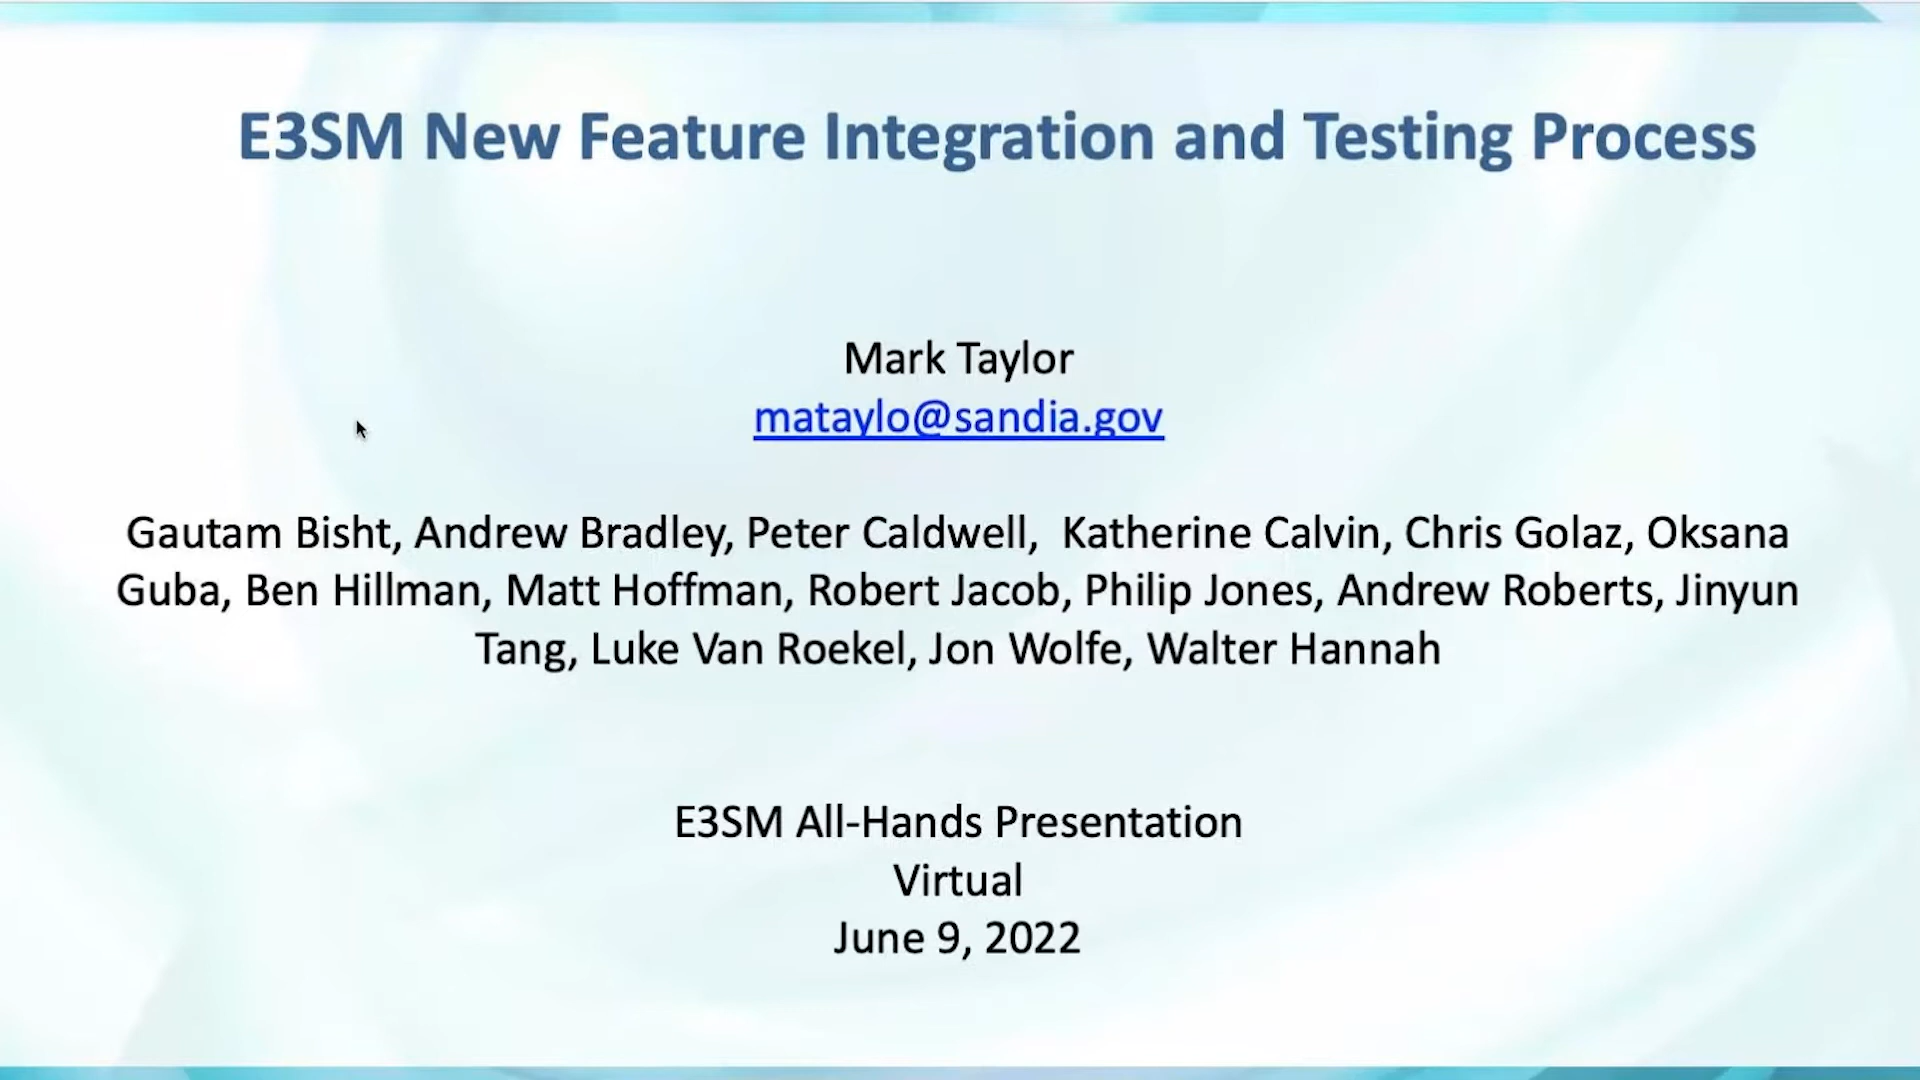 E3SM New Feature Integration and Testing Process
Mark Taylor
mataylo@sandia.gov
Gautam Bisht, Andrew Bradley, Peter Caldwell, Katherine Calvin, Chris Golaz, Oksana
Guba, Ben Hillman, Matt Hoffman, Robert Jacob, Philip Jones, Andrew Roberts, Jinyun
Tang, Luke Van Roekel, Jon Wolfe, Walter Hannah
E3SM All-Hands Presentation
Virtual
June 9, 2022